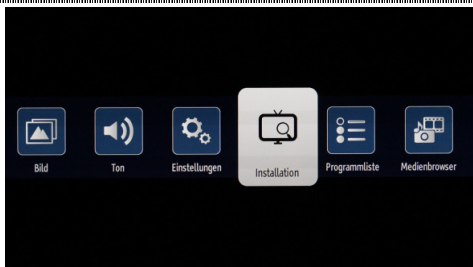 Bild
Ton
Einstellungen
Installation
Programmliste
Medienbrowser